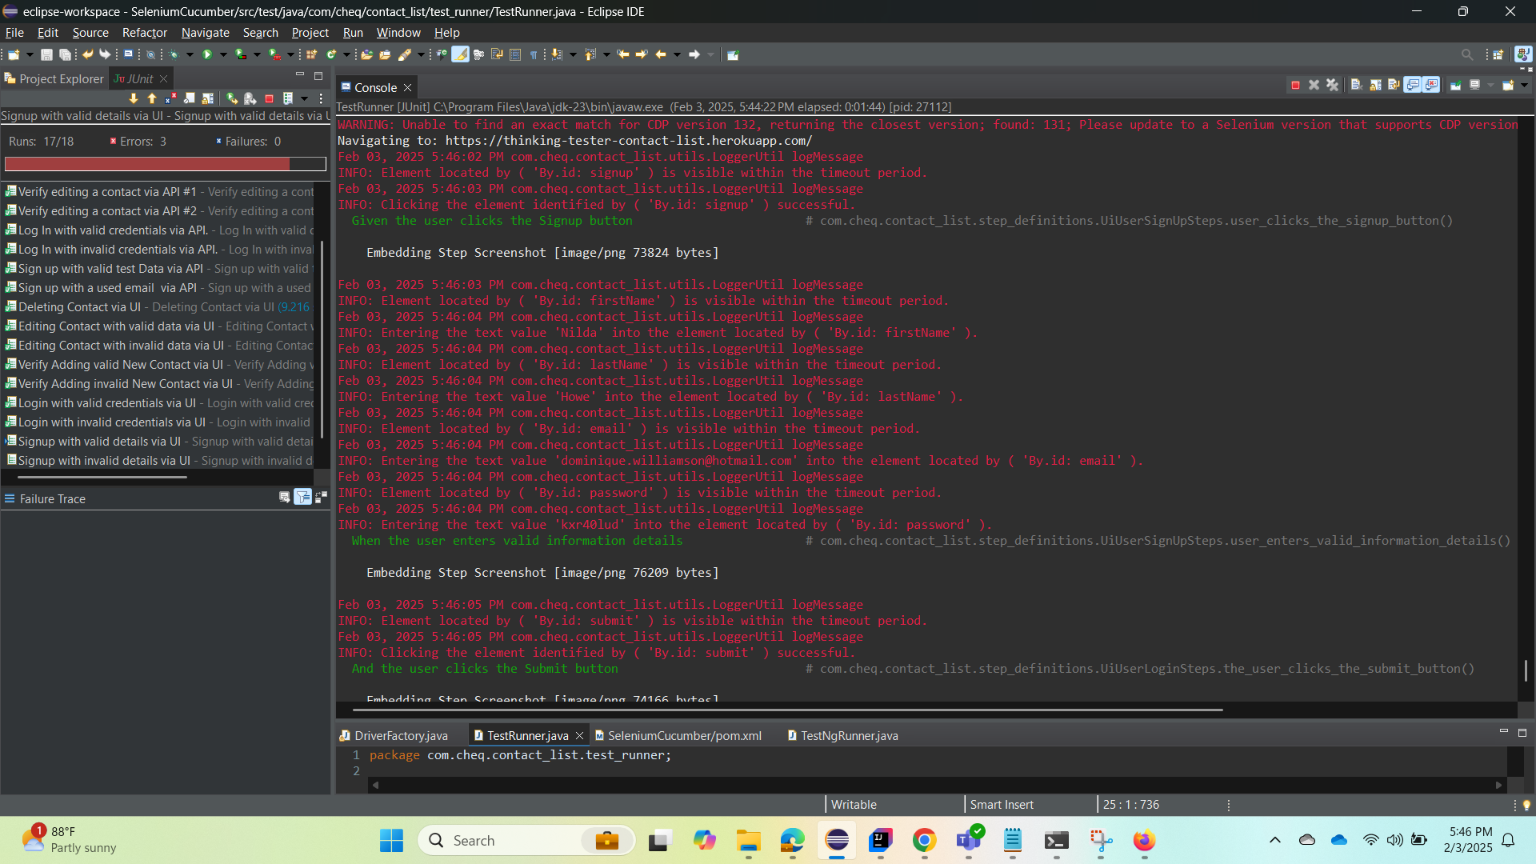 eclipse-workspace - SeleniumCucumber/src/test/java/com/cheq/contact_list/test_runner/TestRunner.java - Eclipse IDE
File Edit Source Refactor Navigate Search Project Run Window Help
Project Explorer JUnit
Signup with valid details via UI - Signup with valid details via U
Runs: 17/18 Errors: 3 Failures: 0
Verify editing a contact via API #1 - Verify editing a cont
Verify editing a contact via API #2 - Verify editing a cont
Log In with valid credentials via API. - Log In with valid c
Log In with invalid credentials via API. - Log In with inva
Sign up with valid test Data via API - Sign up with valid
Sign up with a used email via API - Sign up with a used
Deleting Contact via UI - Deleting Contact via UI (9.216
Editing Contact with valid data via UI - Editing Contact v
Editing Contact with invalid data via UI - Editing Contac
Verify Adding valid New Contact via UI - Verify Adding v
Verify Adding invalid New Contact via UI - Verify Adding
Login with valid credentials via UI - Login with valid cre
Login with invalid credentials via UI - Login with invalid
Signup with valid details via UI - Signup with valid detai
Signup with invalid details via UI - Signup with invalid d
Failure Trace
Console
TestRunner [JUnit] C:\Program Files\Java\jdk-23\bin\javaw.exe (Feb 3, 2025, 5:44:22 PM elapsed: 0:01:44) [pid: 27112]
WARNING: Unable to find an exact match for CDP version 132, returning the closest version; found: 131; Please update to a Selenium version that supports CDP version
Navigating to: https://thinking-tester-contact-list.herokuapp.com/
Feb 03, 2025 5:46:02 PM com.cheq.contact_list.utils.LoggerUtil logMessage
INFO: Element located by ( 'By.id: signup' ) is visible within the timeout period.
Feb 03, 2025 5:46:03 PM com.cheq.contact_list.utils.LoggerUtil logMessage
INFO: Clicking the element identified by ( 'By.id: signup' ) successful.
Given the user clicks the Signup button # com.cheq.contact_list.step_definitions.UiUserSignUpSteps.user_clicks_the_signup_button()
Embedding Step Screenshot [image/png 73824 bytes]
Feb 03, 2025 5:46:03 PM com.cheq.contact_list.utils.LoggerUtil logMessage
INFO: Element located by ( 'By.id: firstName' ) is visible within the timeout period.
Feb 03, 2025 5:46:04 PM com.cheq.contact_list.utils.LoggerUtil logMessage
INFO: Entering the text value 'Nilda' into the element located by ( 'By.id: firstName' ).
Feb 03, 2025 5:46:04 PM com.cheq.contact_list.utils.LoggerUtil logMessage
INFO: Element located by ( 'By.id: lastName' ) is visible within the timeout period.
Feb 03, 2025 5:46:04 PM com.cheq.contact_list.utils.LoggerUtil logMessage
INFO: Entering the text value 'Howe' into the element located by ( 'By.id: lastName' ).
Feb 03, 2025 5:46:04 PM com.cheq.contact_list.utils.LoggerUtil logMessage
INFO: Element located by ( 'By.id: email' ) is visible within the timeout period.
Feb 03, 2025 5:46:04 PM com.cheq.contact_list.utils.LoggerUtil logMessage
INFO: Entering the text value 'dominique.williamson@hotmail.com' into the element located by ( 'By.id: email' ).
Feb 03, 2025 5:46:04 PM com.cheq.contact_list.utils.LoggerUtil logMessage
INFO: Element located by ( 'By.id: password' ) is visible within the timeout period.
Feb 03, 2025 5:46:04 PM com.cheq.contact_list.utils.LoggerUtil logMessage
INFO: Entering the text value 'kxr40lud' into the element located by ( 'By.id: password' ).
When the user enters valid information details # com.cheq.contact_list.step_definitions.UiUserSignUpSteps.user_enters_valid_information_details()
Embedding Step Screenshot [image/png 76209 bytes]
Feb 03, 2025 5:46:05 PM com.cheq.contact_list.utils.LoggerUtil logMessage
INFO: Element located by ( 'By.id: submit' ) is visible within the timeout period.
Feb 03, 2025 5:46:05 PM com.cheq.contact_list.utils.LoggerUtil logMessage
INFO: Clicking the element identified by ( 'By.id: submit' ) successful.
And the user clicks the Submit button # com.cheq.contact_list.step_definitions.UiUserLoginSteps.the_user_clicks_the_submit_button()
Embedding Step Screenshot [image/png 74166 bytes]
DriverFactory.java TestRunner.java SeleniumCucumber/pom.xml TestNgRunner.java
1 package com.cheq.contact_list.test_runner;
2
Writable Smart Insert 25 : 1 : 736
1 88°F
Partly sunny
Search
5:46 PM
2/3/2025